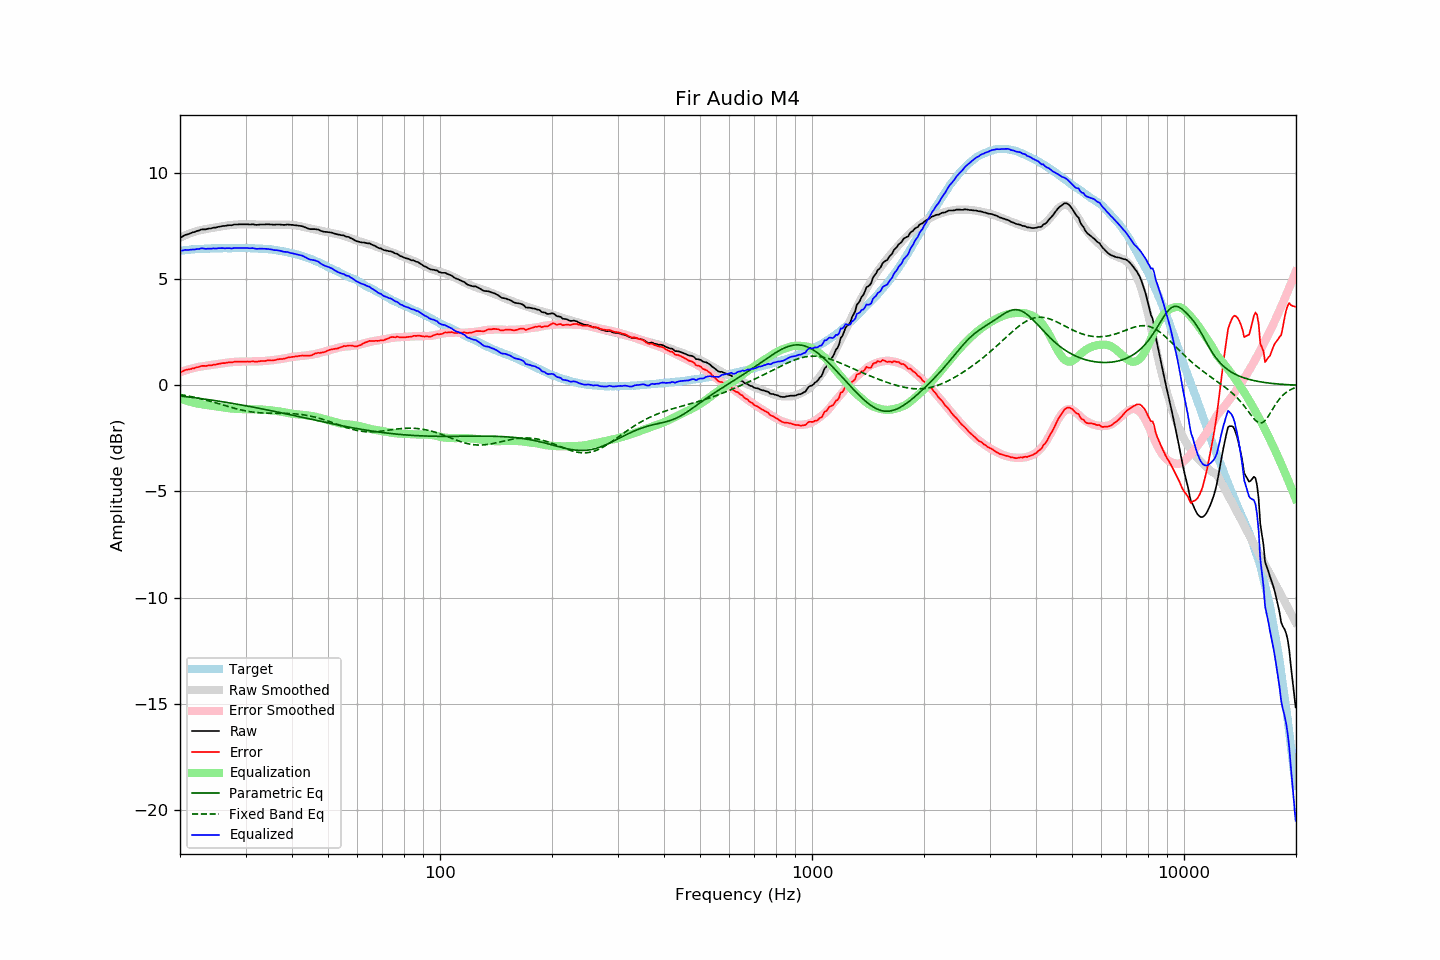 Fir Audio M4
10
5
0
−5
−10
−15
−20
Amplitude (dBr)
Target
Raw Smoothed
Error Smoothed
Raw
Error
Equalization
Parametric Eq
Fixed Band Eq
Equalized
100
1000
10000
Frequency (Hz)